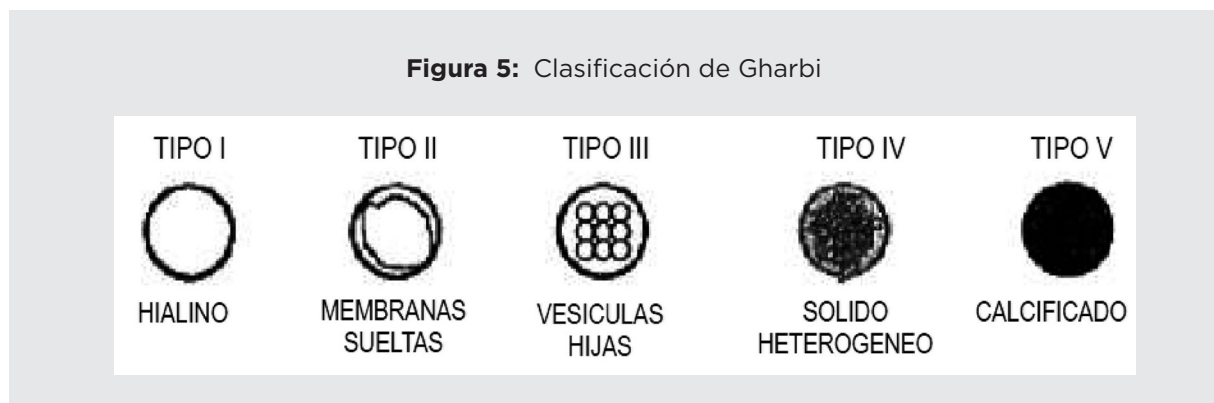 Figura 5: Clasificación de Gharbi
TIPO I TIPO II TIPO III TIPO IV TIPO V
HIALINO MEMBRANAS SUELTAS VESICULAS HIJAS SOLIDO HETEROGENEO CALCIFICADO